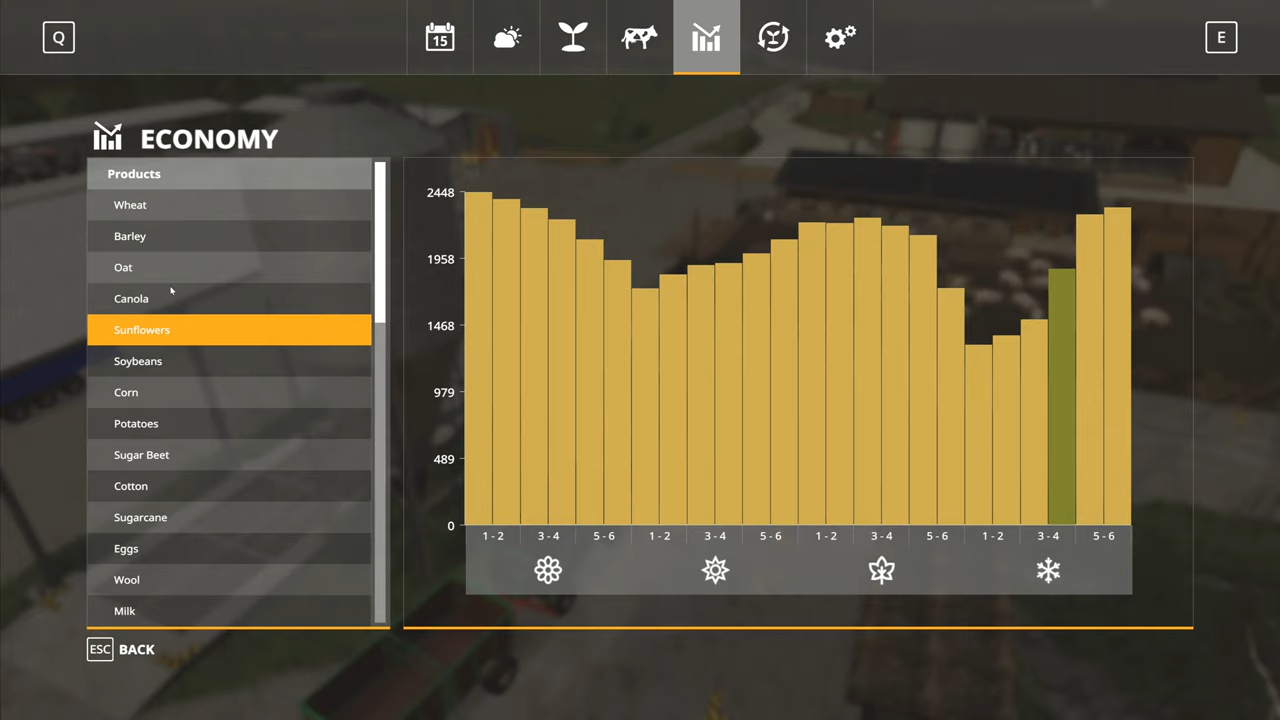 Q
15
E
ECONOMY
Products
Wheat
Barley
Oat
Canola
Sunflowers
Soybeans
Corn
Potatoes
Sugar Beet
Cotton
Sugarcane
Eggs
Wool
Milk
2448
1958
1468
979
489
0
1 - 2 3 - 4 5 - 6 1 - 2 3 - 4 5 - 6 1 - 2 3 - 4 5 - 6 1 - 2 3 - 4 5 - 6
ESC BACK